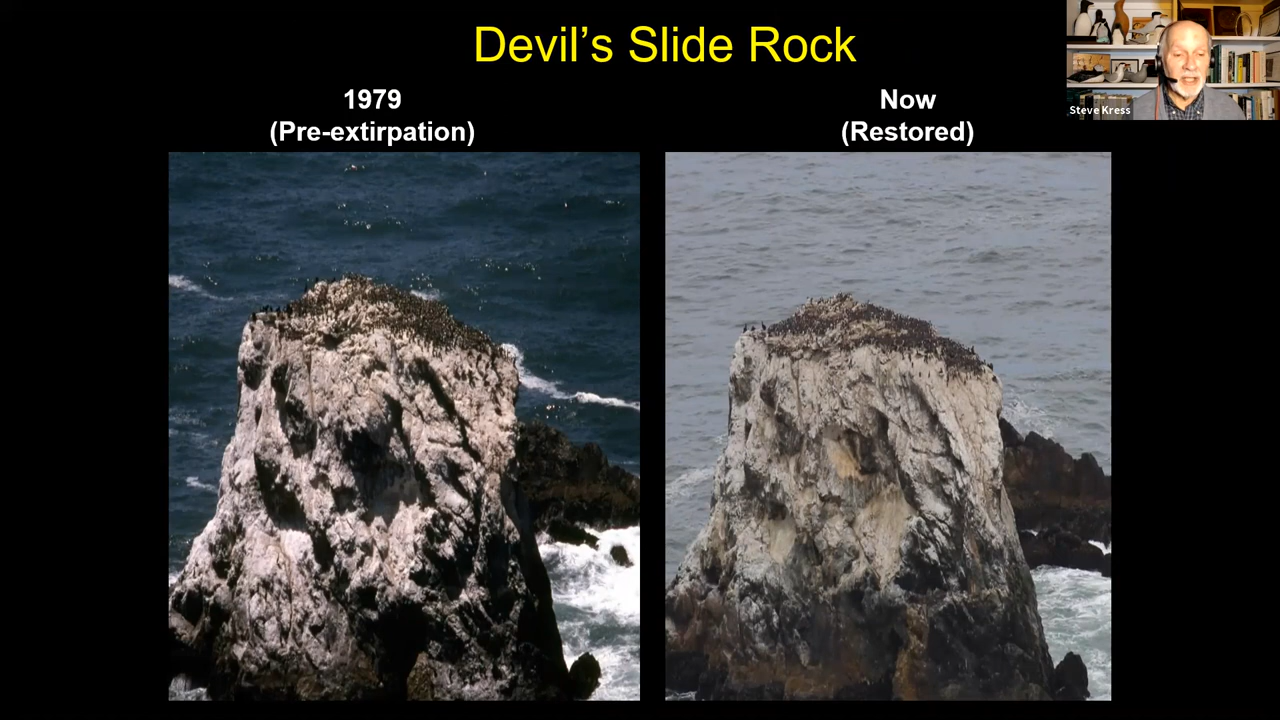 Devil’s Slide Rock
1979
(Pre-extirpation)
Now
(Restored)
Steve Kress